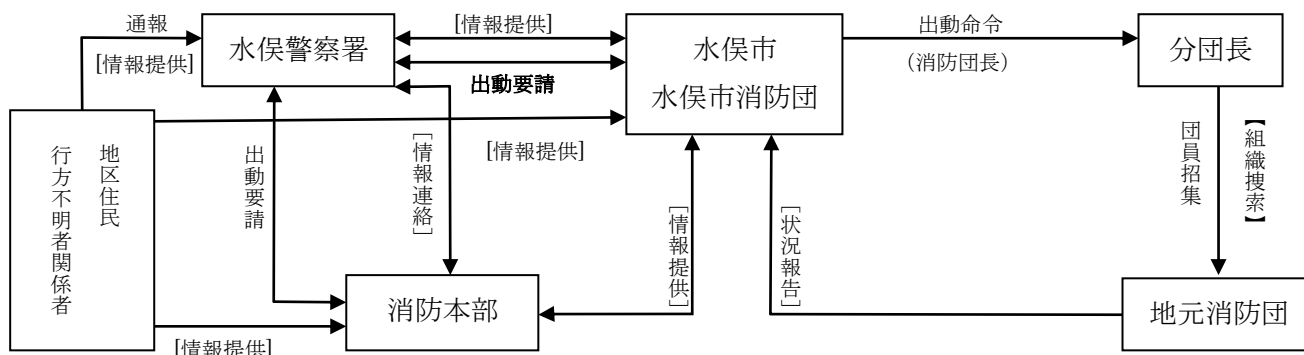 通報
[情報提供]
水俣警察署
[情報提供]
出動要請
水俣市
水俣市消防団
出動命令
(消防団長)
分団長
地区住民
行方不明者関係者
出動要請
[情報連絡]
[情報提供]
[情報提供]
[状況報告]
団員招集
【組織捜索】
消防本部
地元消防団
[情報提供]